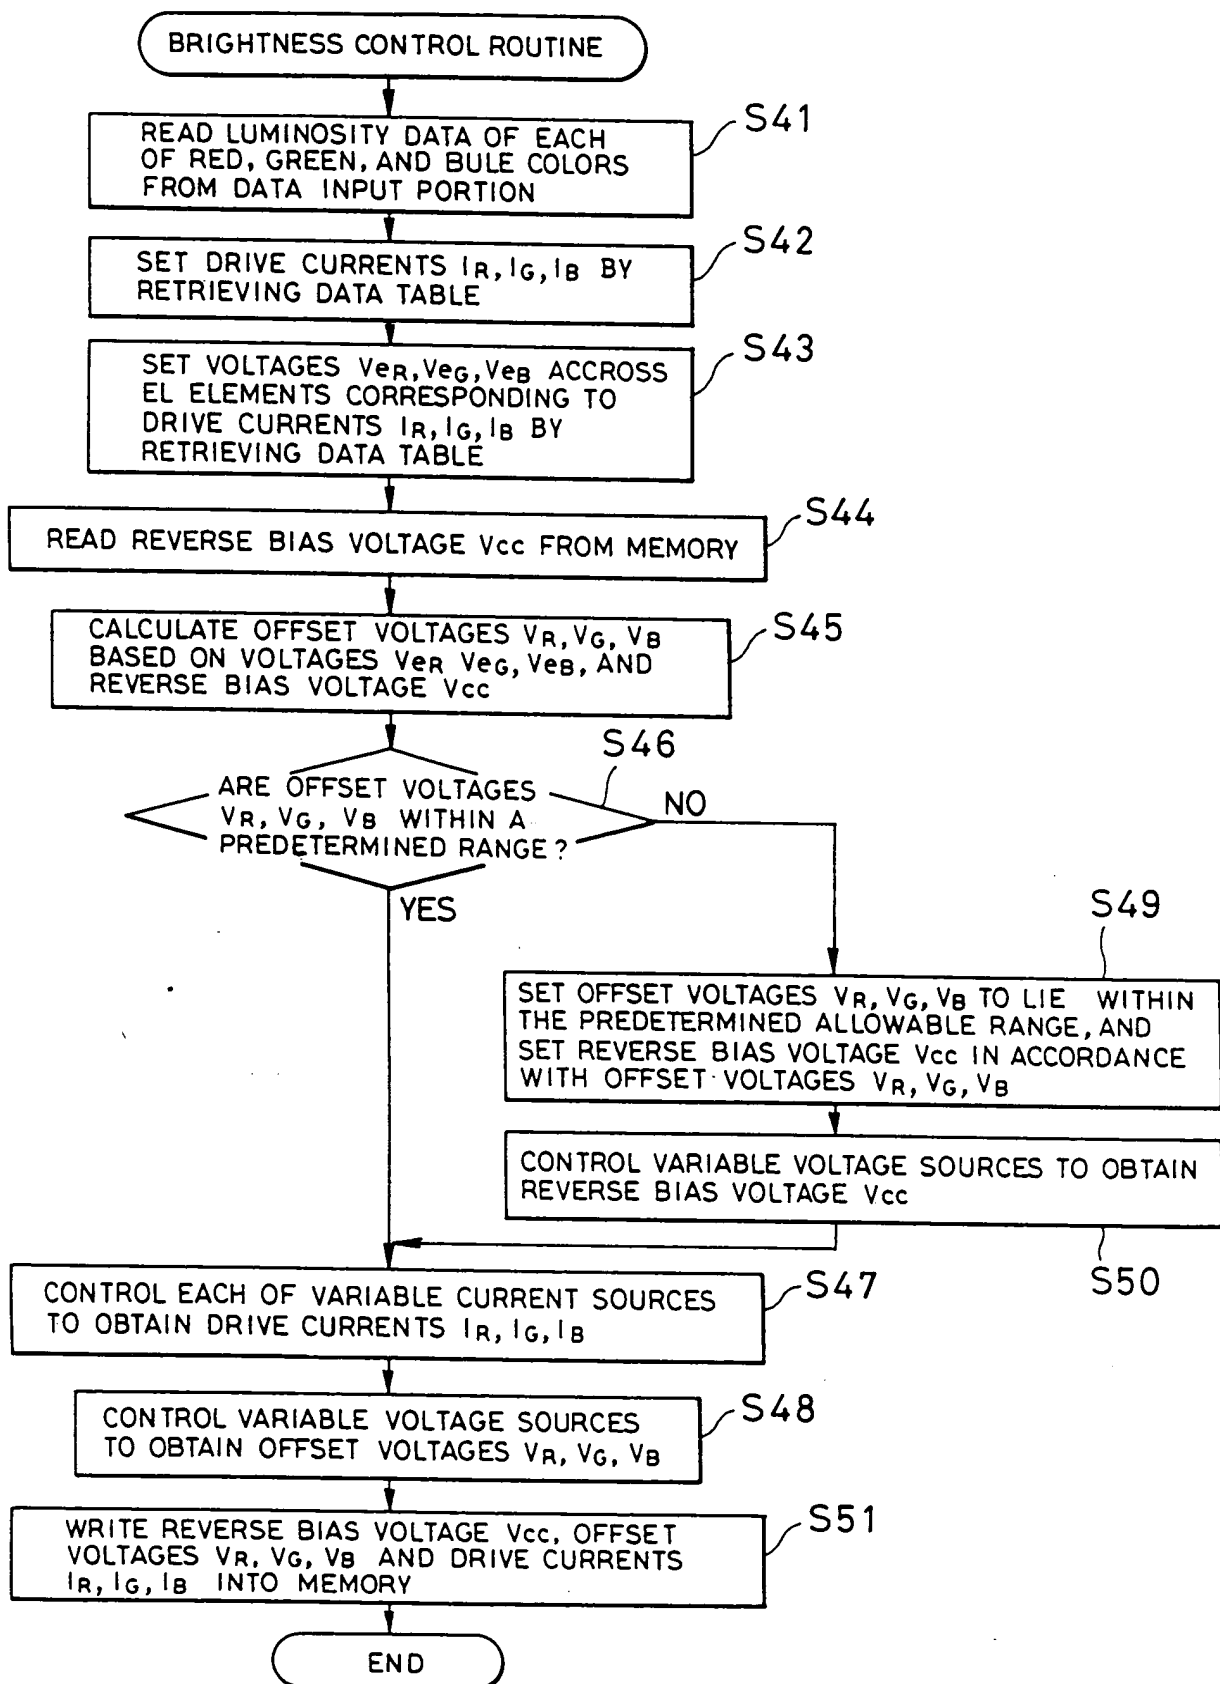 BRIGHTNESS CONTROL ROUTINE
S41
READ LUMINOSITY DATA OF EACH
OF RED, GREEN, AND BULE COLORS
FROM DATA INPUT PORTION
S42
SET DRIVE CURRENTS IR, IG, IB BY
RETRIEVING DATA TABLE
S43
SET VOLTAGES VeR, VeG, VeB ACCROSS
EL ELEMENTS CORRESPONDING TO
DRIVE CURRENTS IR, IG, IB BY
RETRIEVING DATA TABLE
S44
READ REVERSE BIAS VOLTAGE Vcc FROM MEMORY
S45
CALCULATE OFFSET VOLTAGES VR, VG, VB
BASED ON VOLTAGES VeR VeG, VeB, AND
REVERSE BIAS VOLTAGE Vcc
S46
ARE OFFSET VOLTAGES
VR, VG, VB WITHIN A
PREDETERMINED RANGE?
NO
YES
S49
SET OFFSET VOLTAGES VR, VG, VB TO LIE WITHIN
THE PREDETERMINED ALLOWABLE RANGE, AND
SET REVERSE BIAS VOLTAGE Vcc IN ACCORDANCE
WITH OFFSET VOLTAGES VR, VG, VB
CONTROL VARIABLE VOLTAGE SOURCES TO OBTAIN
REVERSE BIAS VOLTAGE Vcc
S50
S47
CONTROL EACH OF VARIABLE CURRENT SOURCES
TO OBTAIN DRIVE CURRENTS IR, IG, IB
S48
CONTROL VARIABLE VOLTAGE SOURCES
TO OBTAIN OFFSET VOLTAGES VR, VG, VB
S51
WRITE REVERSE BIAS VOLTAGE Vcc, OFFSET
VOLTAGES VR, VG, VB AND DRIVE CURRENTS
IR, IG, IB INTO MEMORY
END